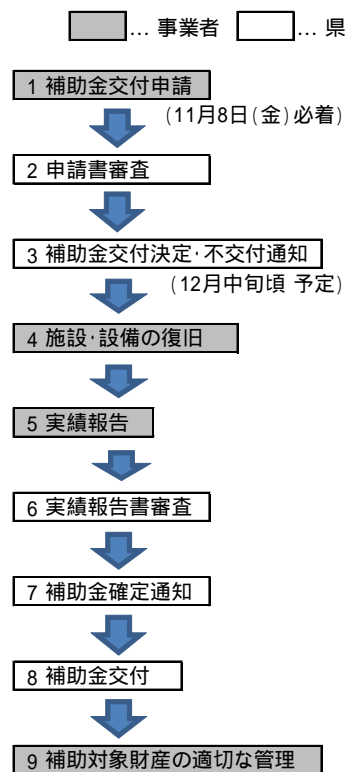 … 事業者 … 県
1 補助金交付申請
(11月8日(金)必着)
2 申請書審査
3 補助金交付決定・不交付通知
(12月中旬頃 予定)
4 施設・設備の復旧
5 実績報告
6 実績報告書審査
7 補助金確定通知
8 補助金交付
9 補助対象財産の適切な管理